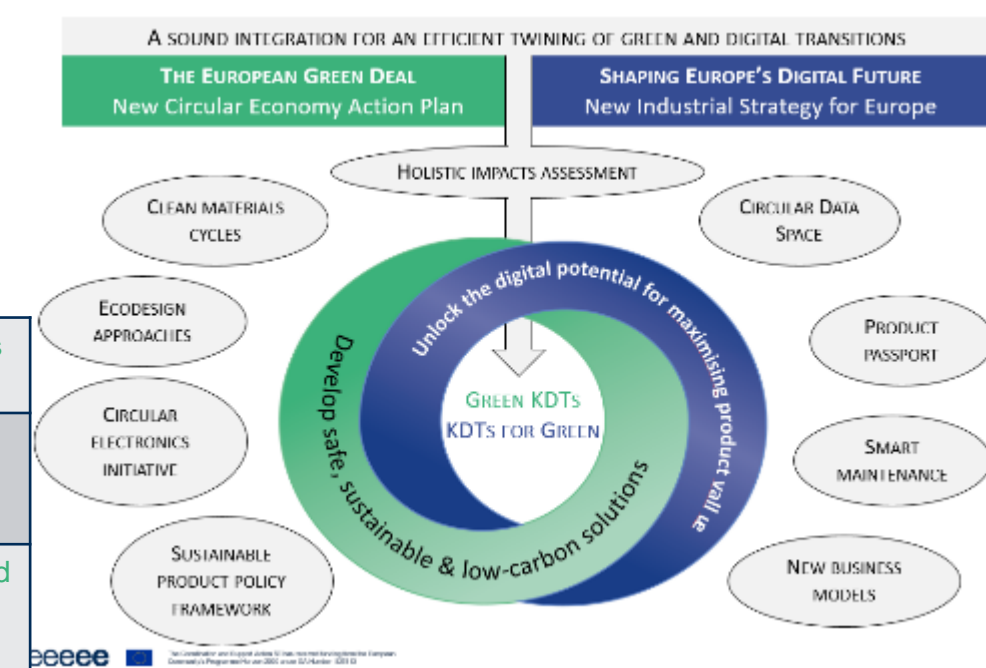 A SOUND INTEGRATION FOR AN EFFICIENT TWINING OF GREEN AND DIGITAL TRANSITIONS
THE EUROPEAN GREEN DEAL
New Circular Economy Action Plan
SHAPING EUROPE'S DIGITAL FUTURE
New Industrial Strategy for Europe
HOLISTIC IMPACTS ASSESSMENT
CLEAN MATERIALS
CYCLES
CIRCULAR DATA
SPACE
ECODESIGN
APPROACHES
PRODUCT
PASSPORT
CIRCULAR
ELECTRONICS
INITIATIVE
SMART
MAINTENANCE
SUSTAINABLE
PRODUCT POLICY
FRAMEWORK
NEW BUSINESS
MODELS
Develop safe, sustainable & low-carbon solutions
Unlock the digital potential for maximising product vall ue
GREEN KDTs
KDTs FOR GREEN
s
d
eeeee